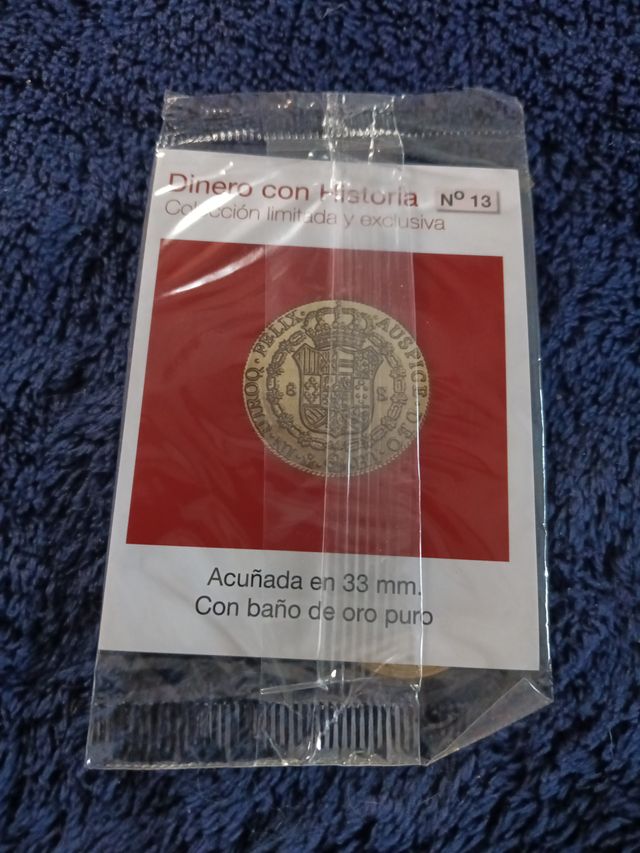 Dinero con Historia
Nº 13
Colección limitada y exclusiva
· FELIX · AUSPICE
8 S
Acuñada en 33 mm.
Con baño de oro puro